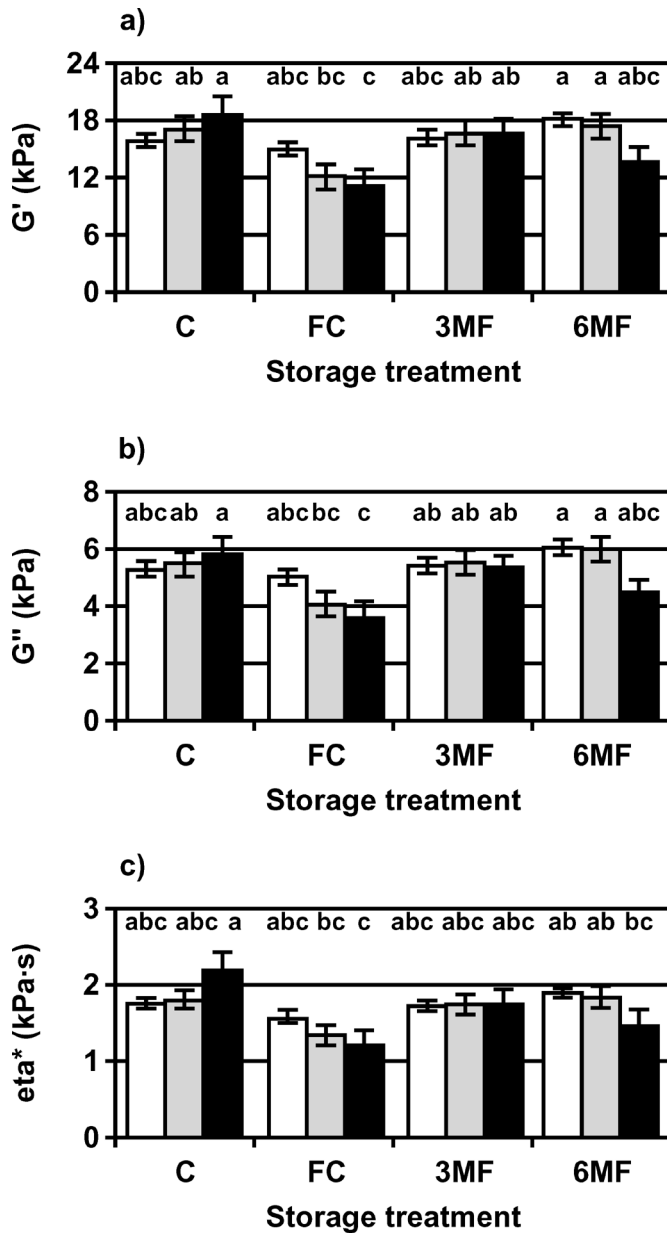 a)
24
18
12
6
0
G' (kPa)
abc ab a abc bc c abc ab ab a a abc
C FC 3MF 6MF
Storage treatment
b)
8
6
4
2
0
G" (kPa)
abc ab a abc bc c ab ab ab a a abc
C FC 3MF 6MF
Storage treatment
c)
3
2
1
0
eta* (kPa·s)
abc abc a abc bc c abc abc abc ab ab bc
C FC 3MF 6MF
Storage treatment